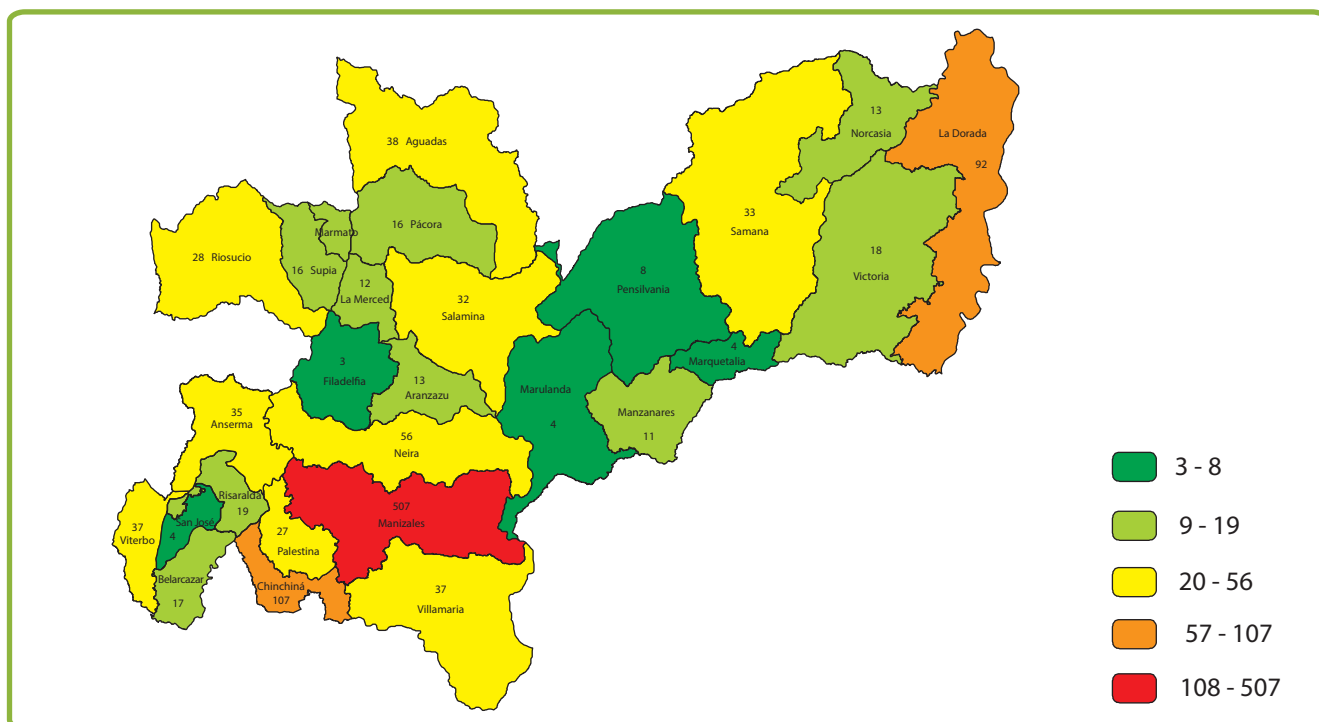 13
Norcasia
La Dorada
92
38 Aguadas
33
Samana
16 Pácora
Marmato
28 Riosucio
16 Supia
12
La Merced
18
Victoria
8
Pensilvania
32
Salamina
4
Marquetalia
3
Filadelfia
13
Aranzazu
Marulanda
4
Manzanares
11
35
Anserma
56
Neira
3 - 8
Risaralda
19
507
Manizales
9 - 19
San José
4
37
Viterbo
27
Palestina
20 - 56
Belarcazar
17
Chinchiná
107
37
Villamaria
57 - 107
108 - 507